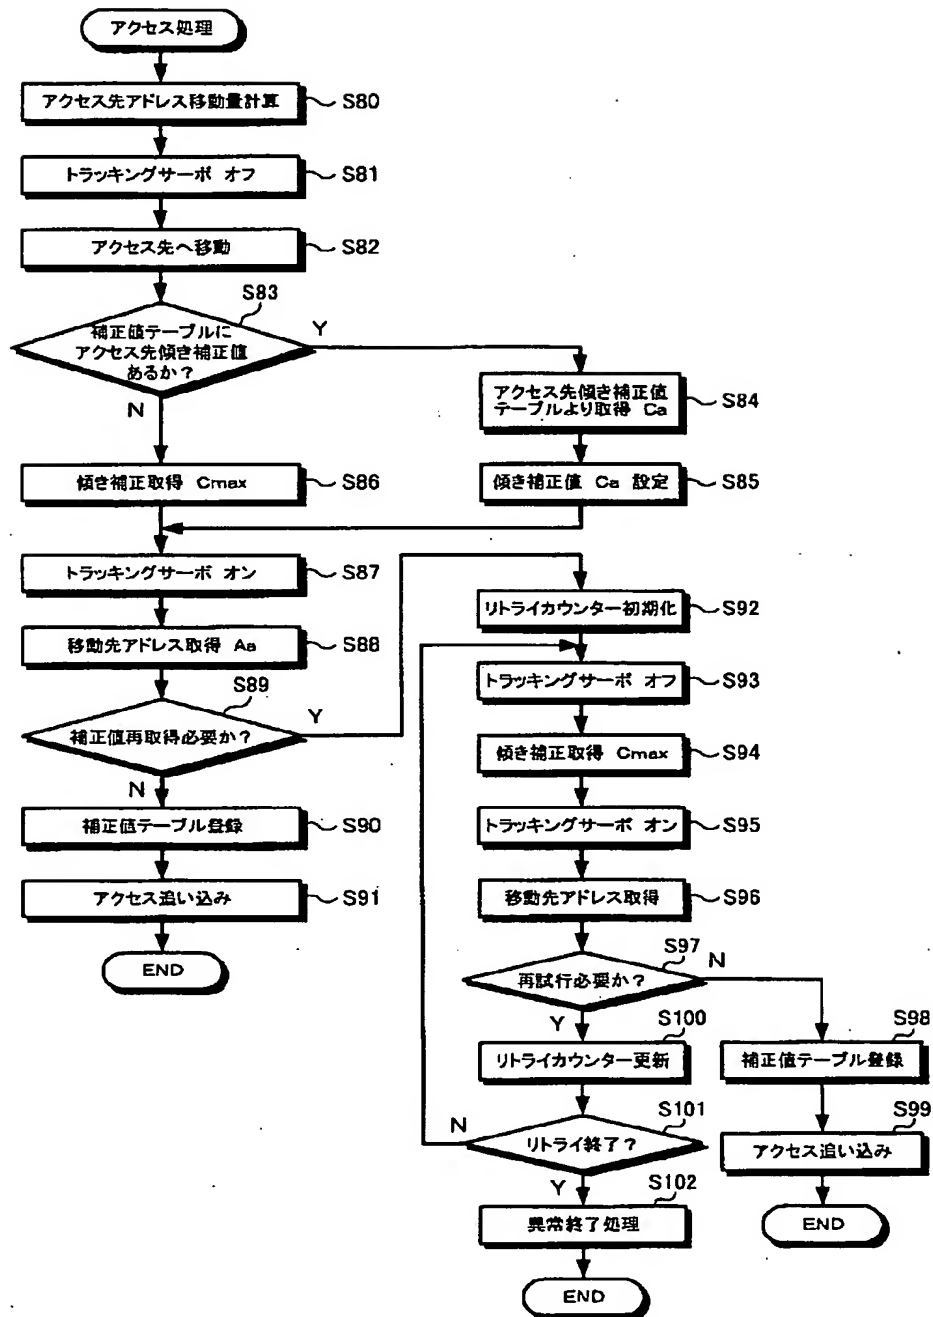 アクセス処理
アクセス先アドレス移動量計算
S80
トラッキングサーボ オフ
S81
アクセス先へ移動
S82
S83
補正値テーブルに
アクセス先傾き補正値
あるか?
Y
N
アクセス先傾き補正値
テーブルより取得 Ca
S84
傾き補正取得 Cmax
S86
傾き補正値 Ca 設定
S85
トラッキングサーボ オン
S87
移動先アドレス取得 Aa
S88
S89
補正値再取得必要か?
Y
N
補正値テーブル登録
S90
アクセス追い込み
S91
END
リトライカウンター初期化
S92
トラッキングサーボ オフ
S93
傾き補正取得 Cmax
S94
トラッキングサーボ オン
S95
移動先アドレス取得
S96
S97
再試行必要か?
N
Y
S100
リトライカウンター更新
S101
リトライ終了?
N
Y
S102
異常終了処理
END
S98
補正値テーブル登録
S99
アクセス追い込み
END